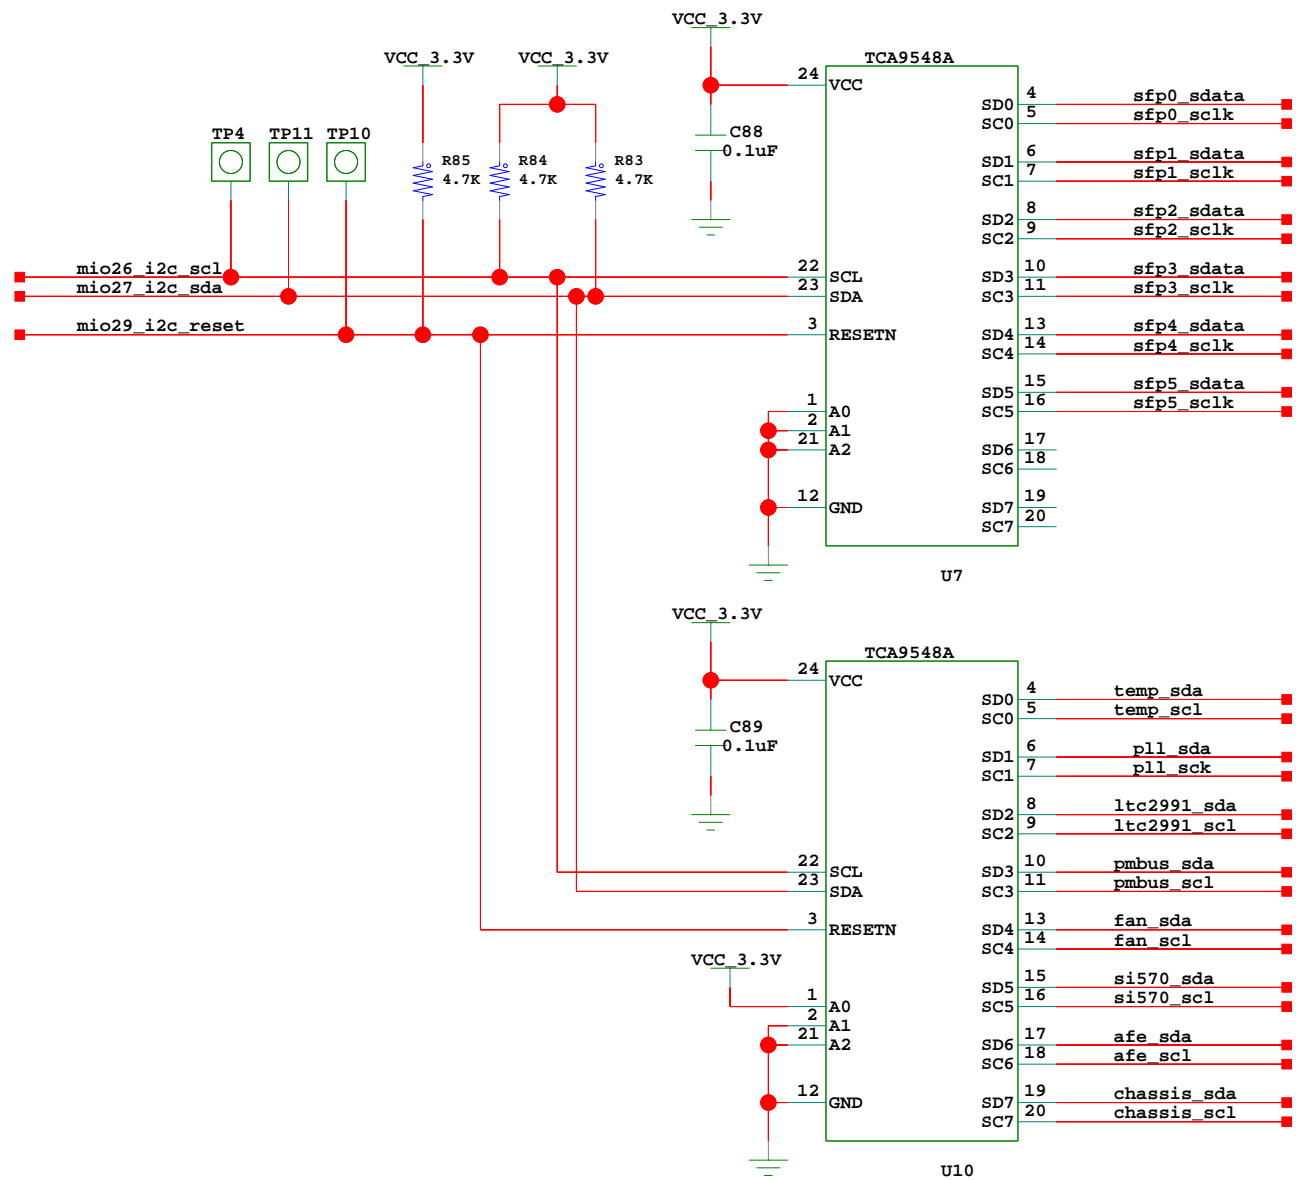 VCC_3.3V
VCC_3.3V
VCC_3.3V
TP4
TP11
TP10
R85
4.7K
R84
4.7K
R83
4.7K
C88
0.1uF
mio26_i2c_scl
mio27_i2c_sda
mio29_i2c_reset
TCA9548A
24 VCC
22 SCL
23 SDA
3 RESETN
1 A0
2 A1
21 A2
12 GND
SD0 4 sfp0_sdata
SC0 5 sfp0_sclk
SD1 6 sfp1_sdata
SC1 7 sfp1_sclk
SD2 8 sfp2_sdata
SC2 9 sfp2_sclk
SD3 10 sfp3_sdata
SC3 11 sfp3_sclk
SD4 13 sfp4_sdata
SC4 14 sfp4_sclk
SD5 15 sfp5_sdata
SC5 16 sfp5_sclk
SD6 17
SC6 18
SD7 19
SC7 20
U7
VCC_3.3V
C89
0.1uF
VCC_3.3V
TCA9548A
24 VCC
22 SCL
23 SDA
3 RESETN
1 A0
2 A1
21 A2
12 GND
SD0 4 temp_sda
SC0 5 temp_scl
SD1 6 pll_sda
SC1 7 pll_sck
SD2 8 ltc2991_sda
SC2 9 ltc2991_scl
SD3 10 pmbus_sda
SC3 11 pmbus_scl
SD4 13 fan_sda
SC4 14 fan_scl
SD5 15 si570_sda
SC5 16 si570_scl
SD6 17 afe_sda
SC6 18 afe_scl
SD7 19 chassis_sda
SC7 20 chassis_scl
U10